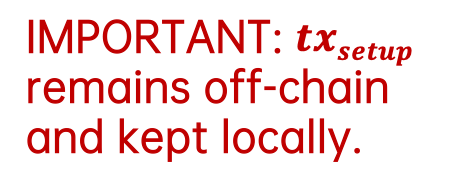 IMPORTANT: tx_setup
remains off-chain
and kept locally.